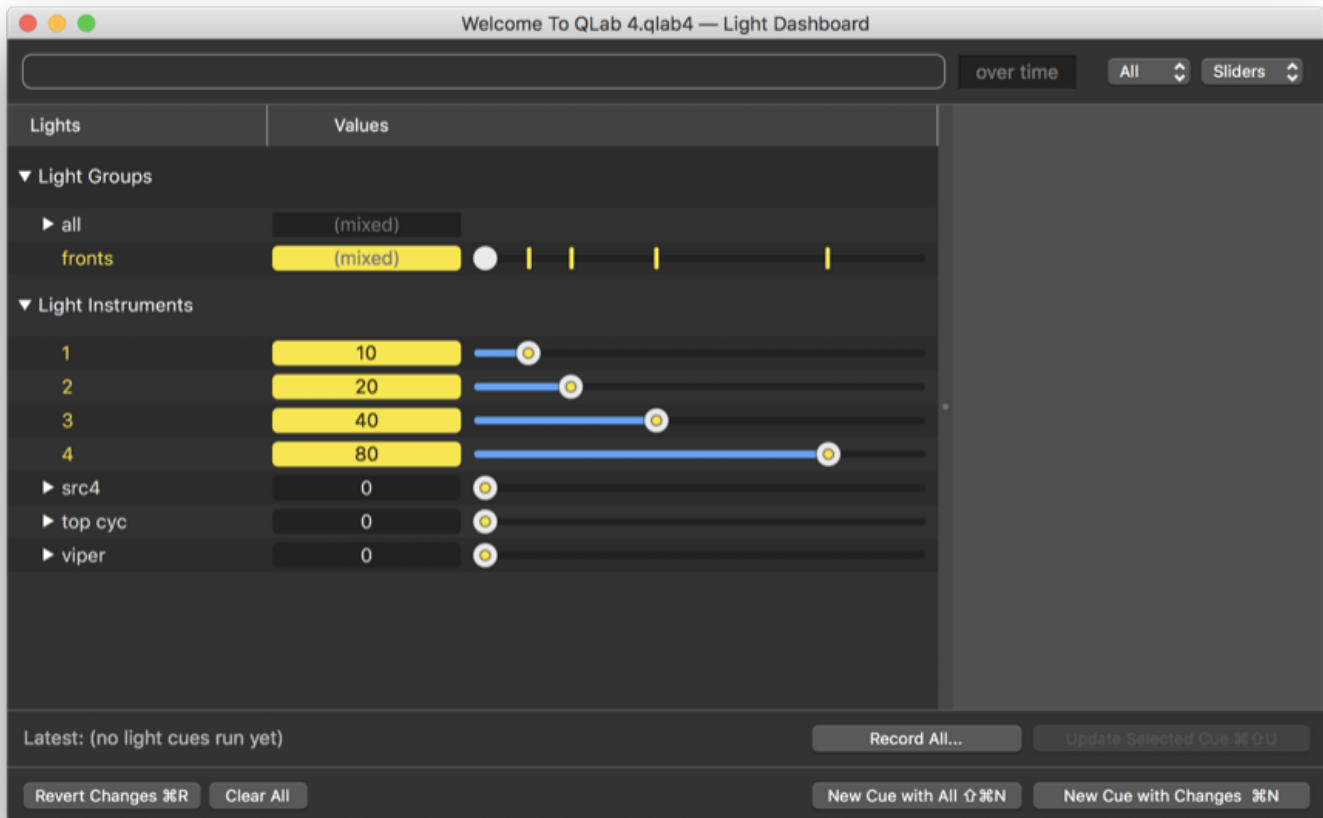 Welcome To QLab 4.qlab4 — Light Dashboard
over time All Sliders
Lights Values
Light Groups
all (mixed)
fronts (mixed)
Light Instruments
1 10
2 20
3 40
4 80
src4 0
top cyc 0
viper 0
Latest: (no light cues run yet) Record All... Update Selected Cue ⌘⇧U
Revert Changes ⌘R Clear All New Cue with All ⇧⌘N New Cue with Changes ⌘N